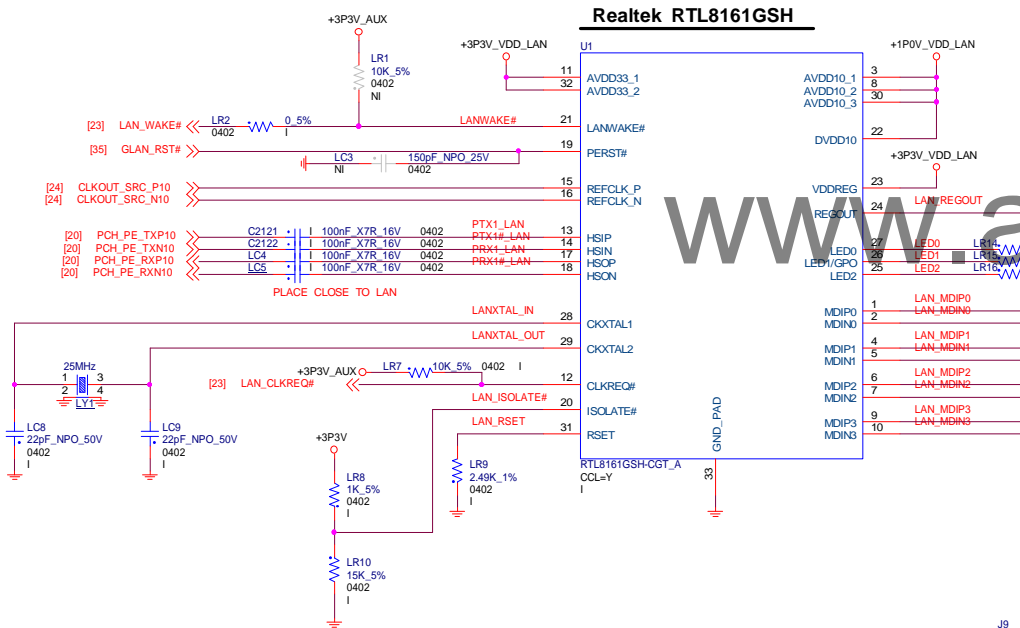 Realtek RTL8161GSH
+3P3V_AUX
+3P3V_VDD_LAN
U1
+1P0V_VDD_LAN
LR1
10K_5%
0402
NI
11
32
AVDD33_1
AVDD33_2
AVDD10_1
AVDD10_2
AVDD10_3
3
8
30
[23] LAN_WAKE#
LR2
0402
0_5%
I
LANWAKE#
21
LANWAKE#
DVDD10
22
[35] GLAN_RST#
19
PERST#
LC3
NI
150pF_NPO_25V
0402
+3P3V_VDD_LAN
[24] CLKOUT_SRC_P10
[24] CLKOUT_SRC_N10
15
16
REFCLK_P
REFCLK_N
VDDREG
23
REGOUT
24
LAN_REGOUT
www.a
[20] PCH_PE_TXP10
[20] PCH_PE_TXN10
[20] PCH_PE_RXP10
[20] PCH_PE_RXN10
C2121 I 100nF_X7R_16V 0402
C2122 I 100nF_X7R_16V 0402
LC4 I 100nF_X7R_16V 0402
LC5 I 100nF_X7R_16V 0402
PTX1_LAN
PTX1#_LAN
PRX1_LAN
PRX1#_LAN
13
14
17
18
HSIP
HSIN
HSOP
HSON
PLACE CLOSE TO LAN
LED0
LED1/GPO
LED2
27
26
25
LED0
LED1
LED2
LR14
LR15
LR16
LANXTAL_IN
28
CKXTAL1
LANXTAL_OUT
29
CKXTAL2
MDIP0
MDIN0
1
2
LAN_MDIP0
LAN_MDIN0
MDIP1
MDIN1
4
5
LAN_MDIP1
LAN_MDIN1
MDIP2
MDIN2
6
7
LAN_MDIP2
LAN_MDIN2
MDIP3
MDIN3
9
10
LAN_MDIP3
LAN_MDIN3
25MHz
1
2
3
4
LY1
+3P3V_AUX
LR7
10K_5%
0402
I
[23] LAN_CLKREQ#
12
CLKREQ#
LAN_ISOLATE#
20
ISOLATE#
LAN_RSET
31
RSET
GND_PAD
33
LC8
22pF_NPO_50V
0402
I
LC9
22pF_NPO_50V
0402
I
+3P3V
LR8
1K_5%
0402
I
LR9
2.49K_1%
0402
I
RTL8161GSH-CGT_A
CCL=Y
I
LR10
15K_5%
0402
I
J9